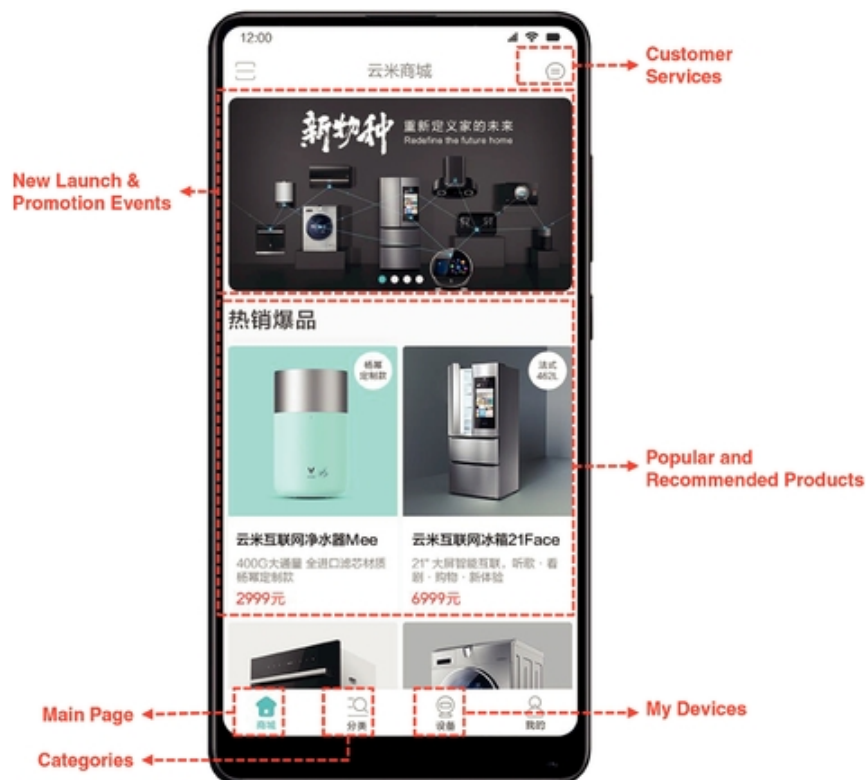 12:00
云米商城
Customer
Services
新物种
重新定义家的未来
Redefine the future home
New Launch &
Promotion Events
热销爆品
杨幂
定制款
法式
462L
Popular and
Recommended Products
云米互联网净水器Mee
400G大通量 全进口滤芯材质
杨幂定制款
2999元
云米互联网冰箱21Face
21" 大屏智能互联，听歌·看
剧·购物·新体验
6999元
Main Page
商城
分类
设备
我的
My Devices
Categories